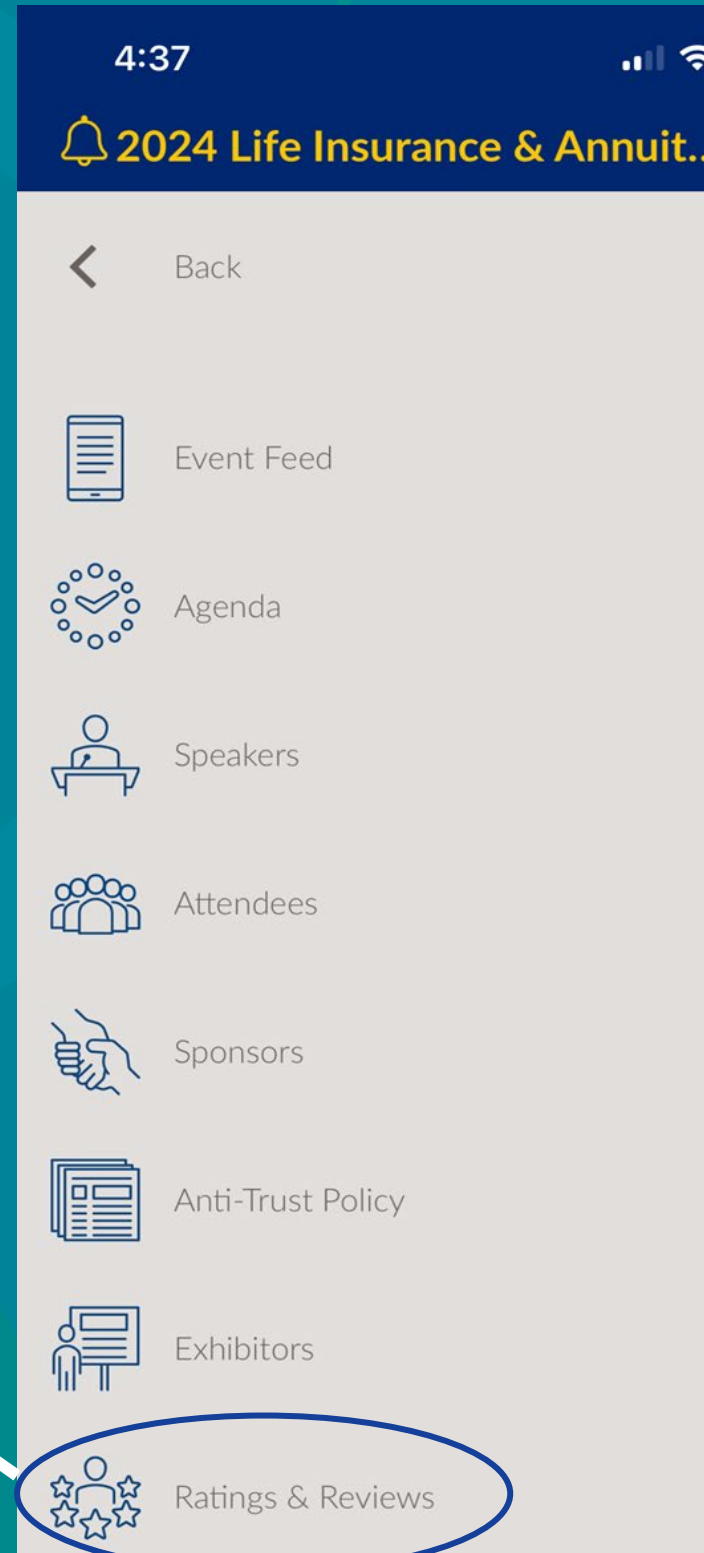 4:37
2024 Life Insurance & Annuit...
Back
Event Feed
Agenda
Speakers
Attendees
Sponsors
Anti-Trust Policy
Exhibitors
Ratings & Reviews